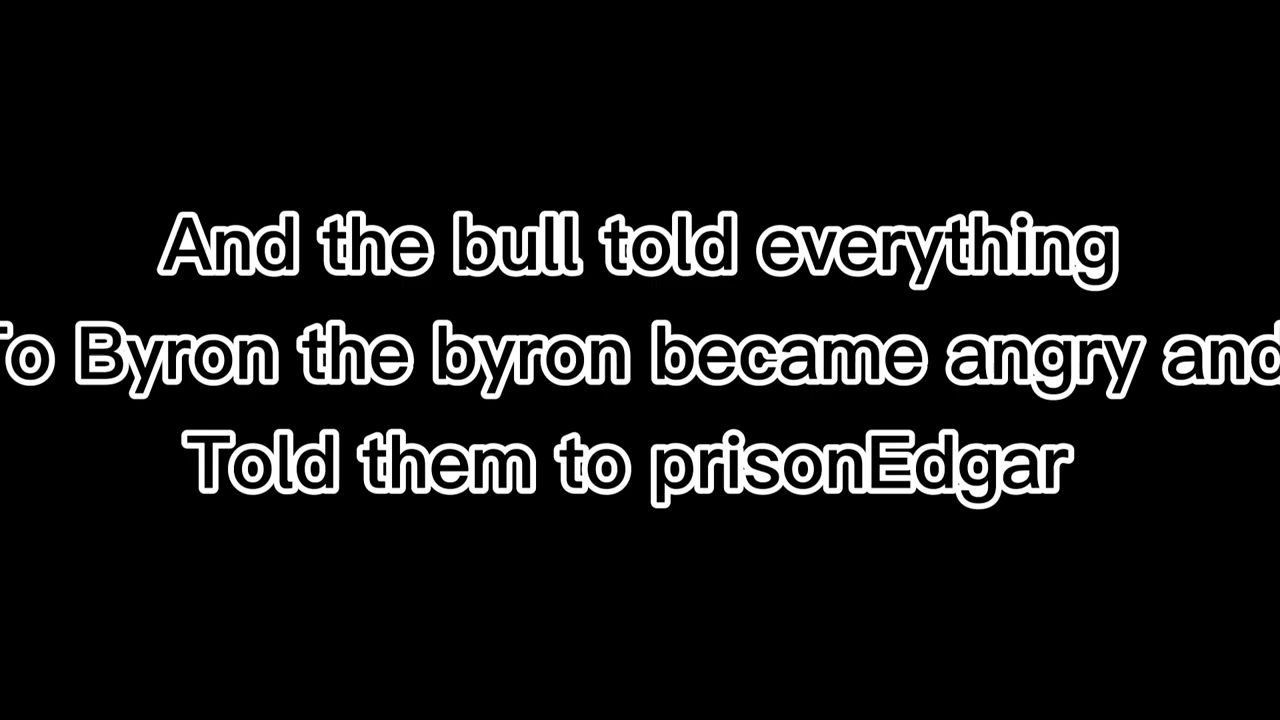 And the bull told everything
To Byron the byron became angry and
Told them to prisonEdgar